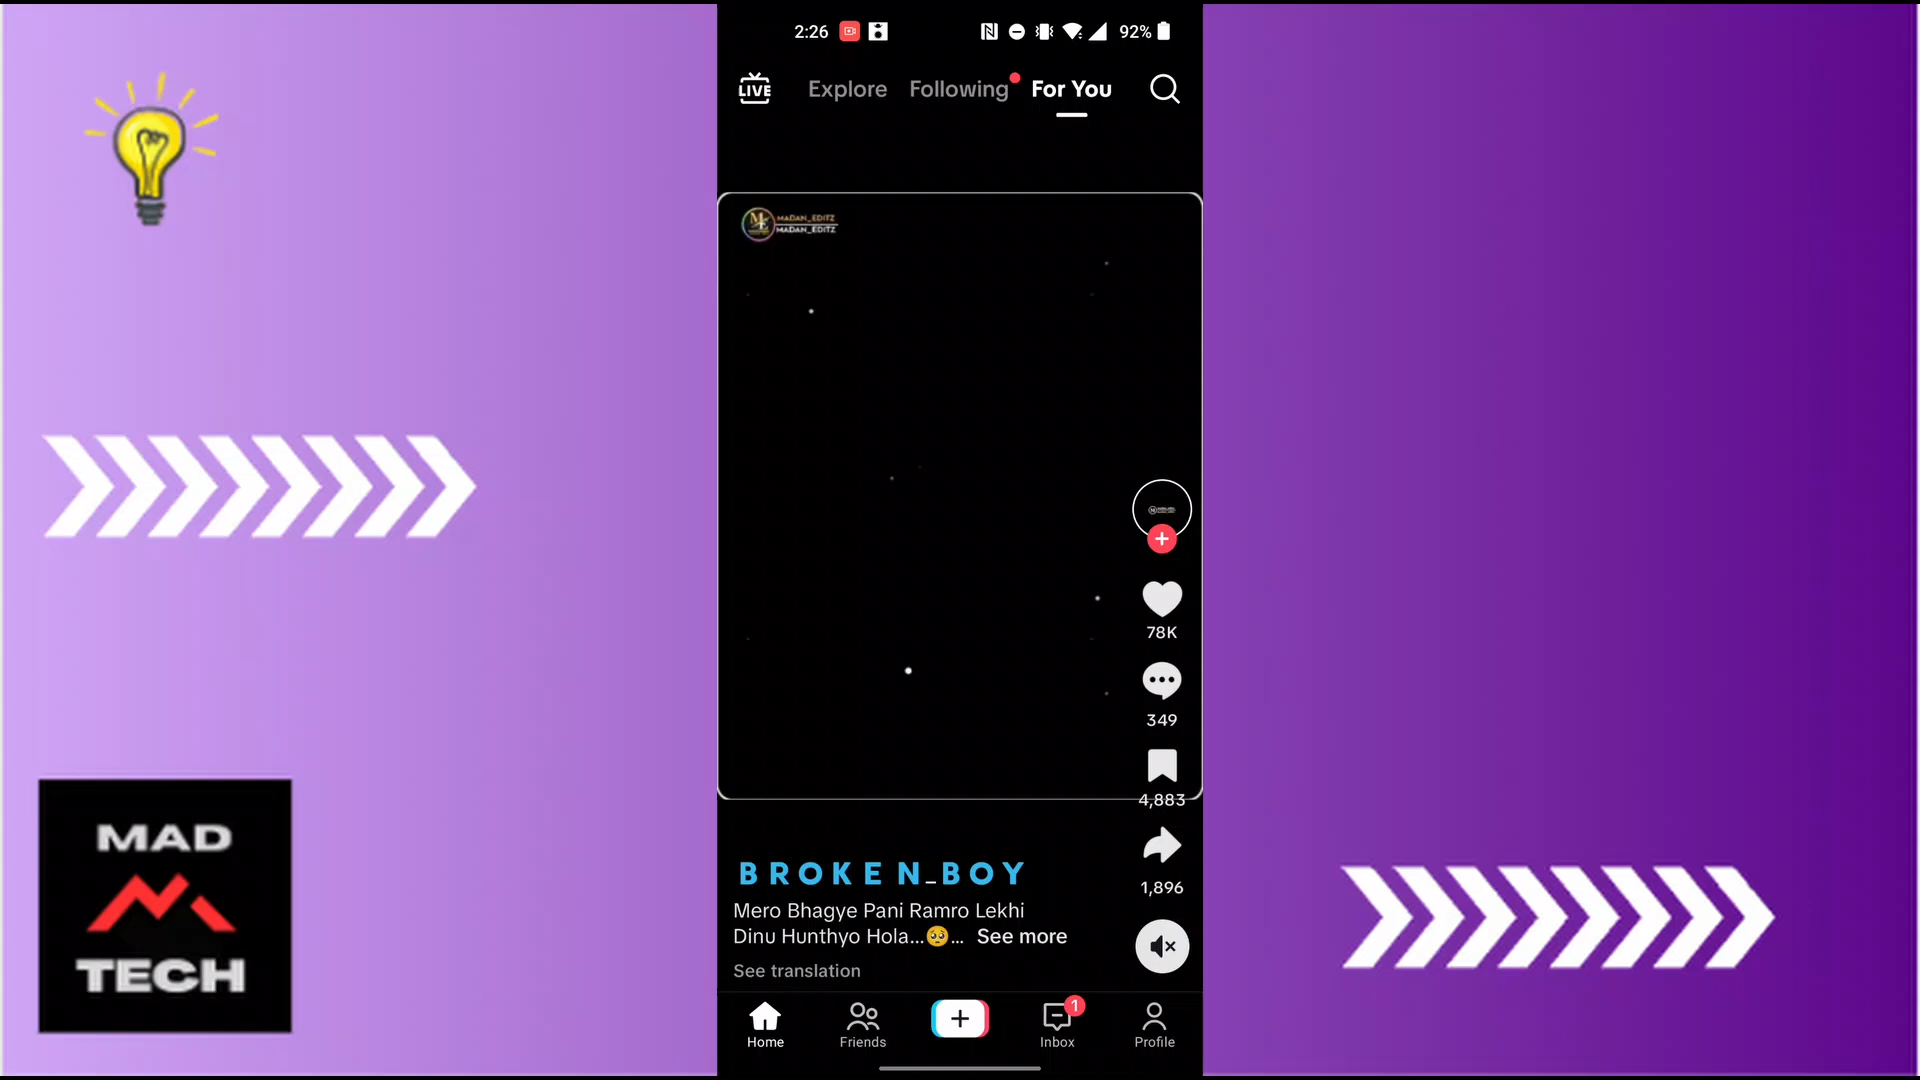 2:26
92%
LIVE
Explore
Following
For You
MADAN_EDITZ
MADAN_EDITZ
78K
349
4,883
1,896
BROKEN_BOY
Mero Bhagye Pani Ramro Lekhi
Dinu Hunthyo Hola...🥺... See more
See translation
Home
Friends
1
Inbox
Profile
MAD
TECH